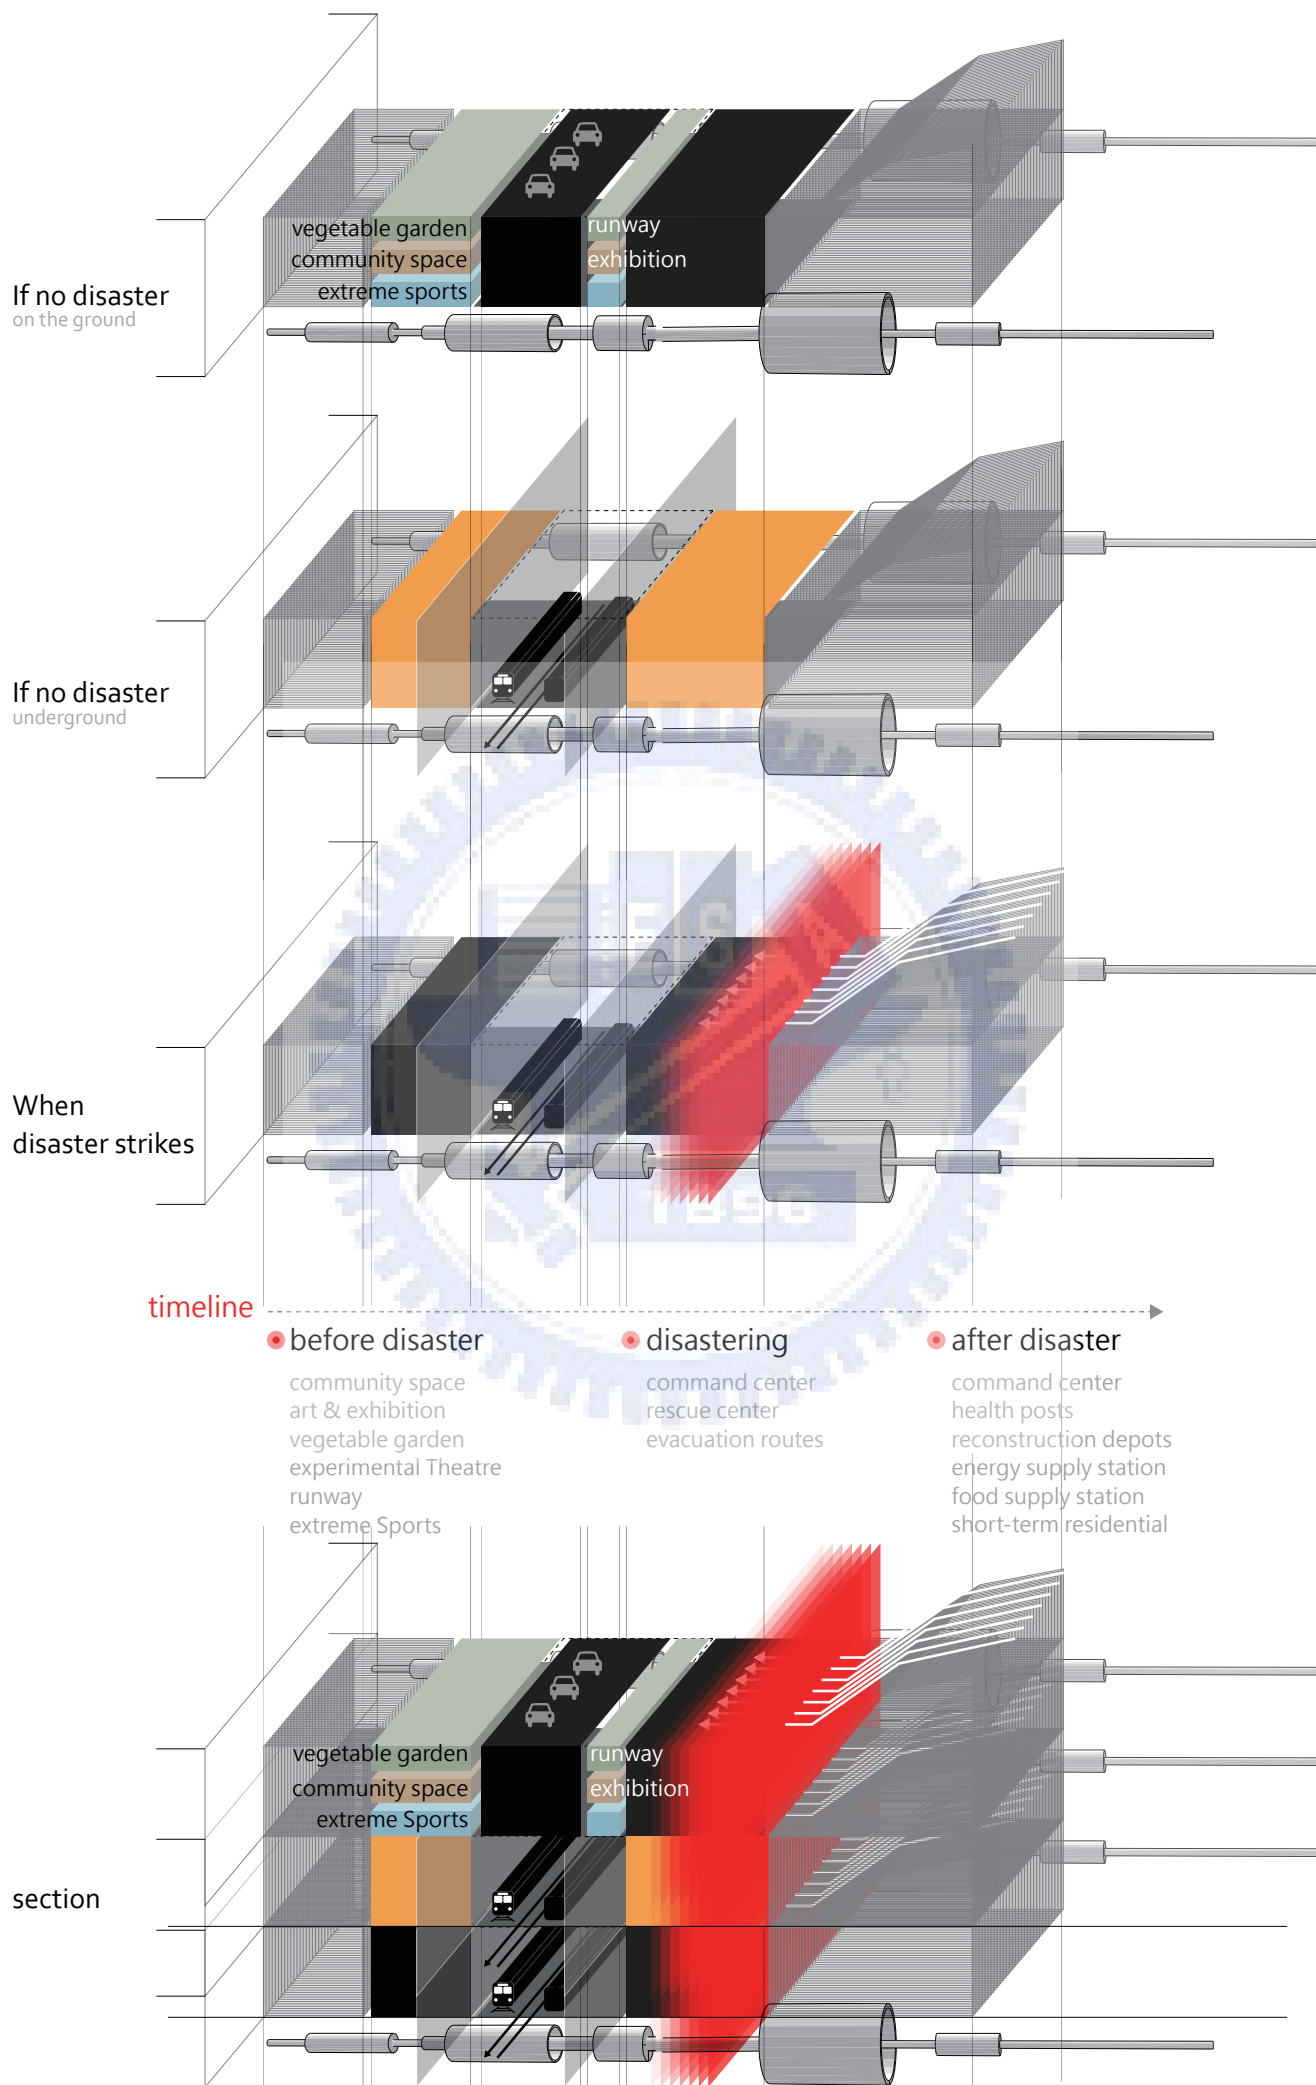 vegetable garden
runway
community space
exhibition
extreme sports
If no disaster
on the ground
If no disaster
underground
When
disaster strikes
1896
timeline
before disaster
disastering
after disaster
community space
art & exhibition
vegetable garden
experimental Theatre
runway
extreme Sports
command center
rescue center
evacuation routes
command center
health posts
reconstruction depots
energy supply station
food supply station
short-term residential
vegetable garden
runway
community space
exhibition
extreme Sports
section